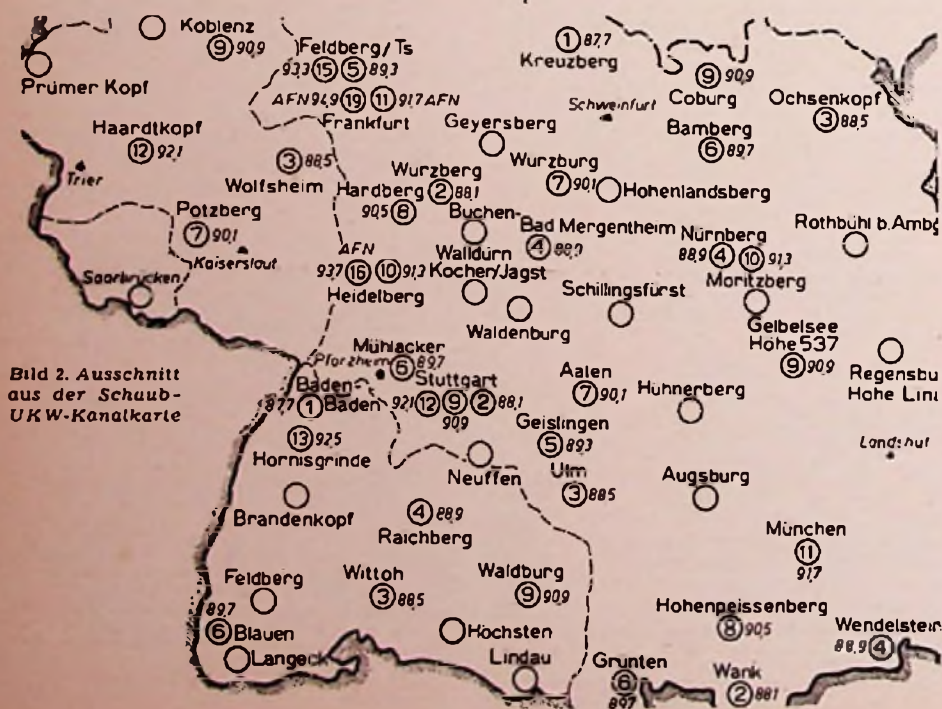 Koblenz
⑨ 90,9
Prümer Kopf
Feldberg/Ts
93,3 ⑮ ⑤ 89,3
AFN 94,9 ⑲ ⑪ 91,7 AFN
Frankfurt
① 87,7
Kreuzberg
⑨ 90,9
Coburg
Ochsenkopf
③ 88,5
Schweinfurt
Bamberg
⑥ 89,7
Haardtkopf
⑫ 92,1
Trier
Geyersberg
③ 88,5
Wolfsheim
Wurzberg
② 88,1
Hardberg
90,5 ⑧
Wurzburg
⑦ 90,1
Hohenlandsberg
Potzberg
⑦ 90,1
Kaiserslaut
Buchen-
Walldürn
Bad Mergentheim
④ 88,9
Nürnberg
88,9 ④ ⑩ 91,3
Moritzberg
Rothbühl b. Ambg
Saarbrücken
AFN
93,7 ⑯ ⑩ 91,3
Heidelberg
Kocher/Jagst
Waldenburg
Schillingsfürst
Gelbelsee
Höhe 537
⑨ 90,9
Regensbu
Hohe Lini
Bild 2. Ausschnitt
aus der Schaub-
UKW-Kanalkarte
Mühlacker
Pforzheim ⑥ 89,7
Baden
87,7 ① Baden
Stuttgart
92,1 ⑫ ⑨ ② 88,1
90,9
Aalen
⑦ 90,1
Hühnerberg
⑬ 92,5
Hornisgrinde
Geislingen
⑤ 89,3
Landshut
Neuffen
Ulm
③ 88,5
Augsburg
Brandenkopf
④ 88,9
Raichberg
München
⑪
91,7
Feldberg
Wittoh
③ 88,5
Waldburg
⑨ 90,9
Hohenpeissenberg
⑧ 90,5
89,7
⑥ Blauen
Langeck
Höchsten
Lindau
Wendelstein
88,9 ④
Grünten
⑥
89,7
Wank
② 88,1